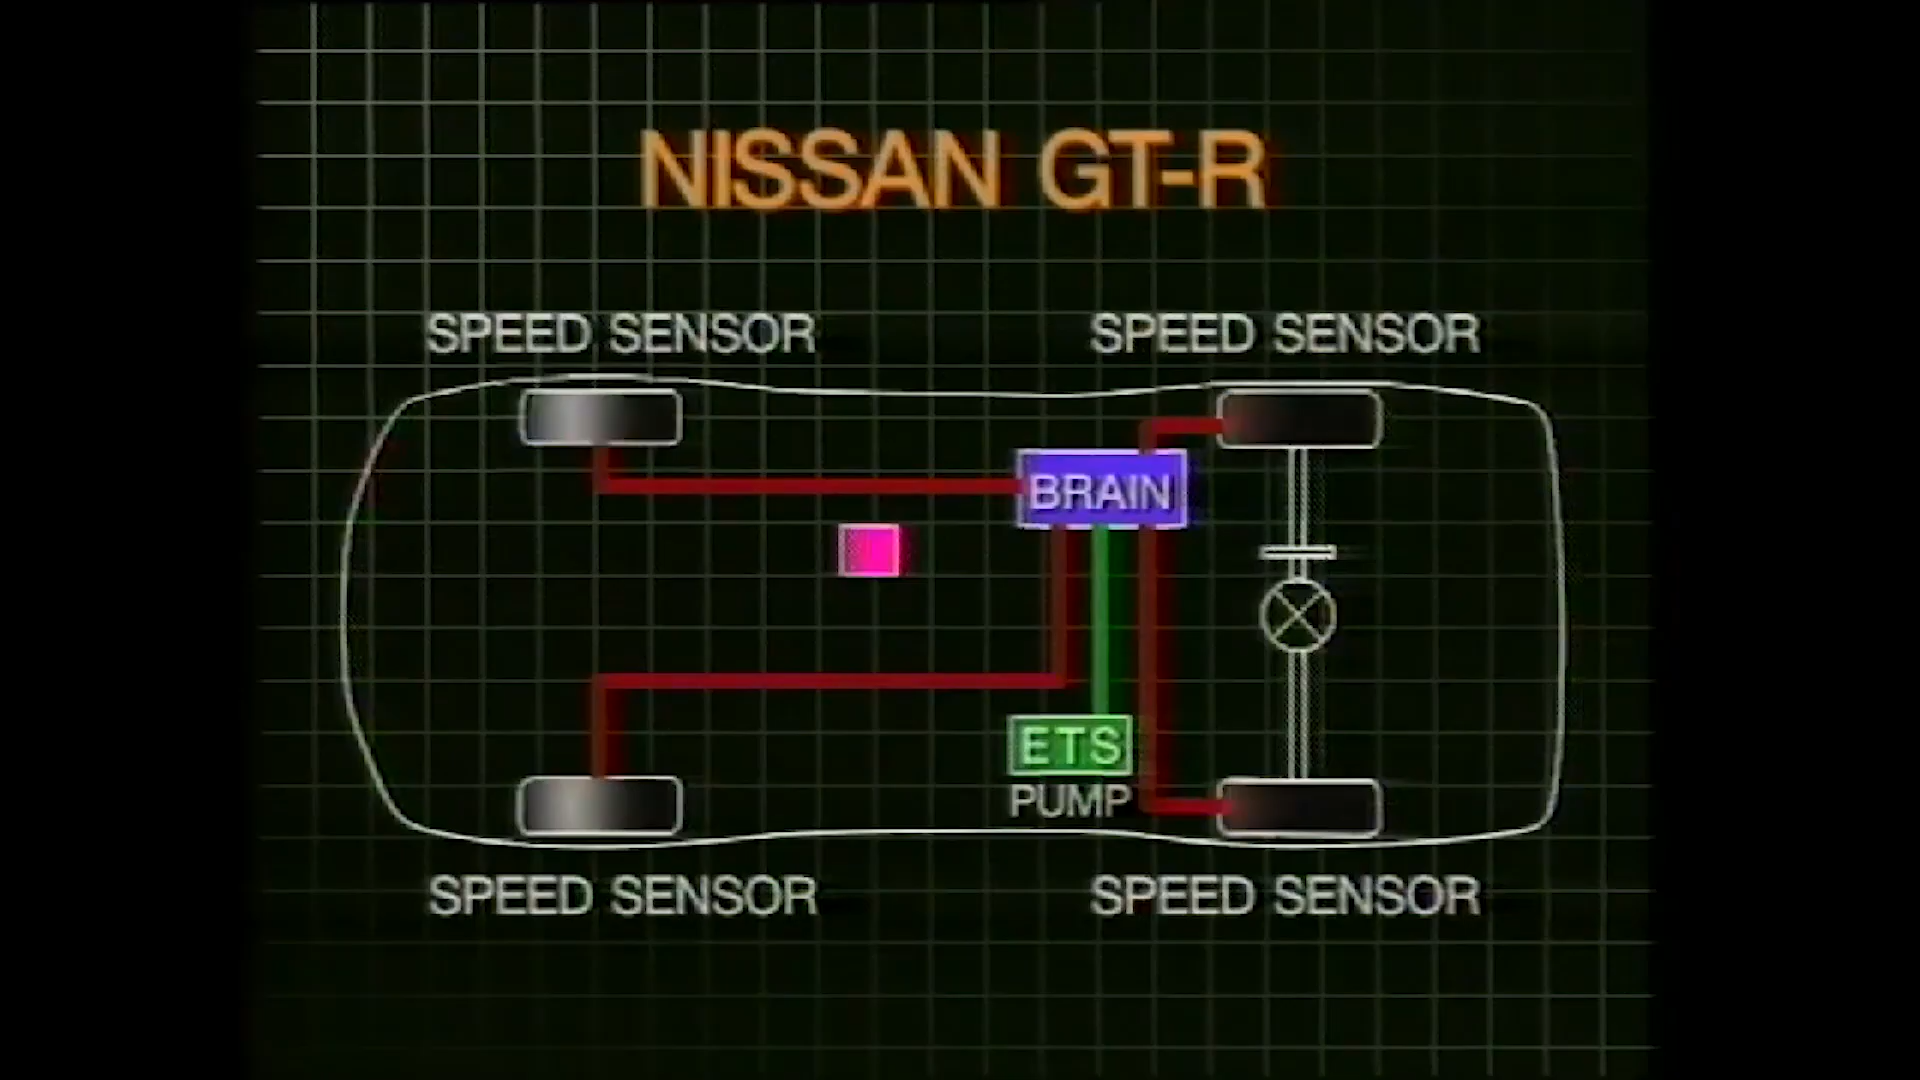 NISSAN GT-R
SPEED SENSOR
SPEED SENSOR
BRAIN
ETS
PUMP
SPEED SENSOR
SPEED SENSOR